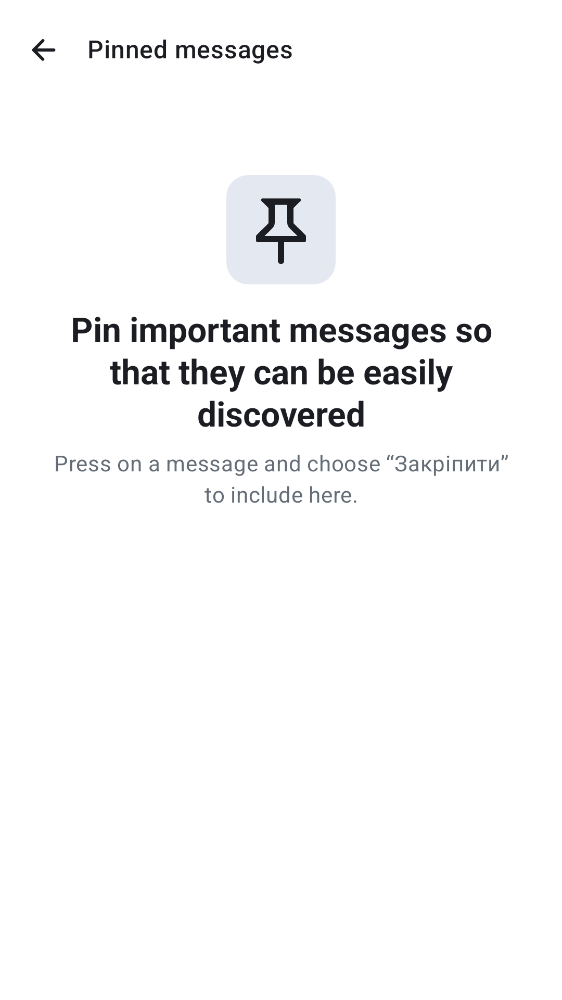 Pinned messages
Pin important messages so
that they can be easily
discovered
Press on a message and choose “Закріпити”
to include here.